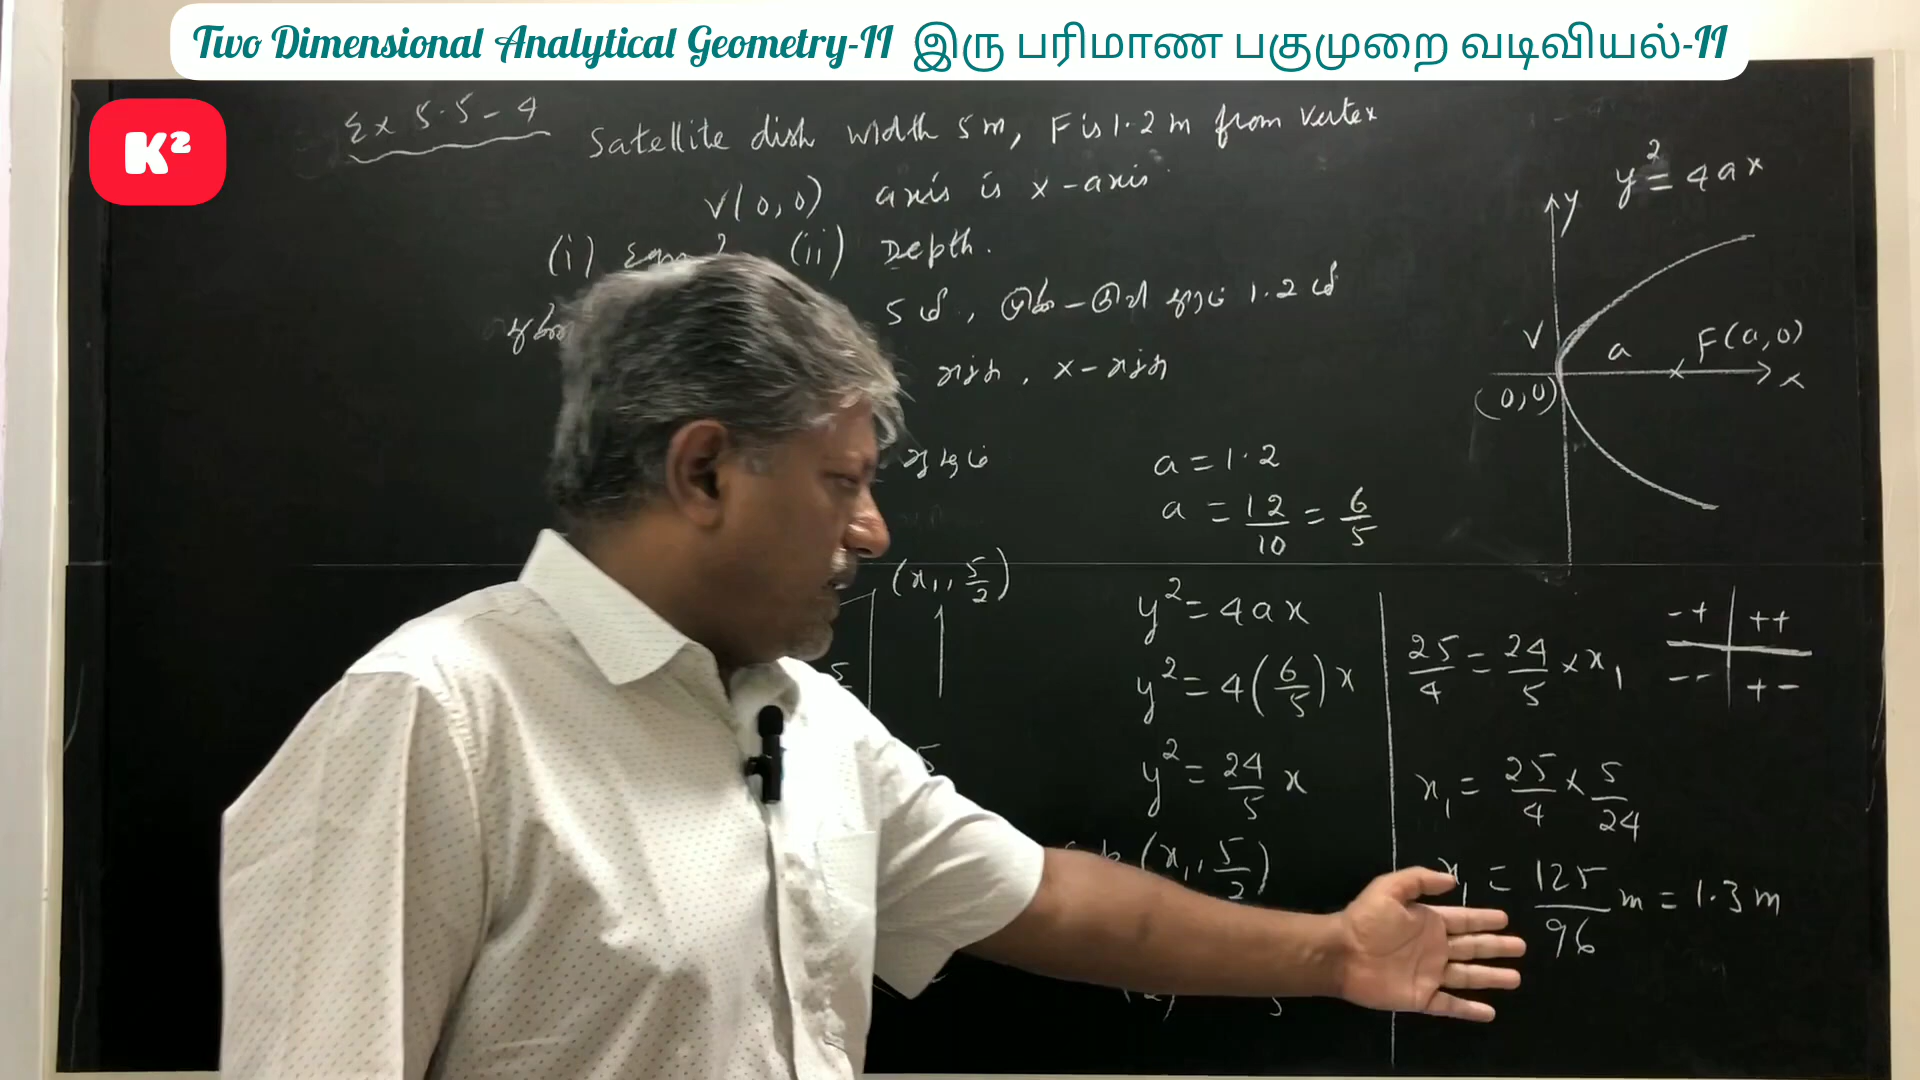 Two Dimensional Analytical Geometry-II இரு பரிமாண பகுமுறை வடிவியல்-II
K²
Ex 5.5 - 4
Satellite dish width 5m, F is 1.2 m from vertex
V(0,0) axis is x-axis
(i) (ii) Depth.
5 மீ, 1.2 மீ
x-
a = 1.2
a = 12/10 = 6/5
y² = 4ax
y
V
a
F(a,0)
(0,0)
x
(x₁, 5/2)
y² = 4ax
y² = 4(6/5)x
y² = 24/5 x
(x₁, 5/2)
25/4 = 24/5 × x₁
x₁ = 25/4 × 5/24
x₁ = 125/96 m = 1.3 m
-+ ++
-- +-